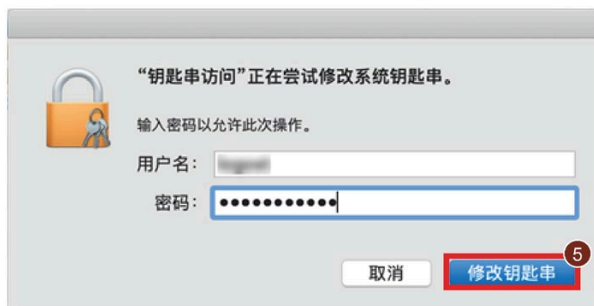 “钥匙串访问”正在尝试修改系统钥匙串。
输入密码以允许此次操作。
用户名：
密码：●●●●●●●●●●●
取消 修改钥匙串 5